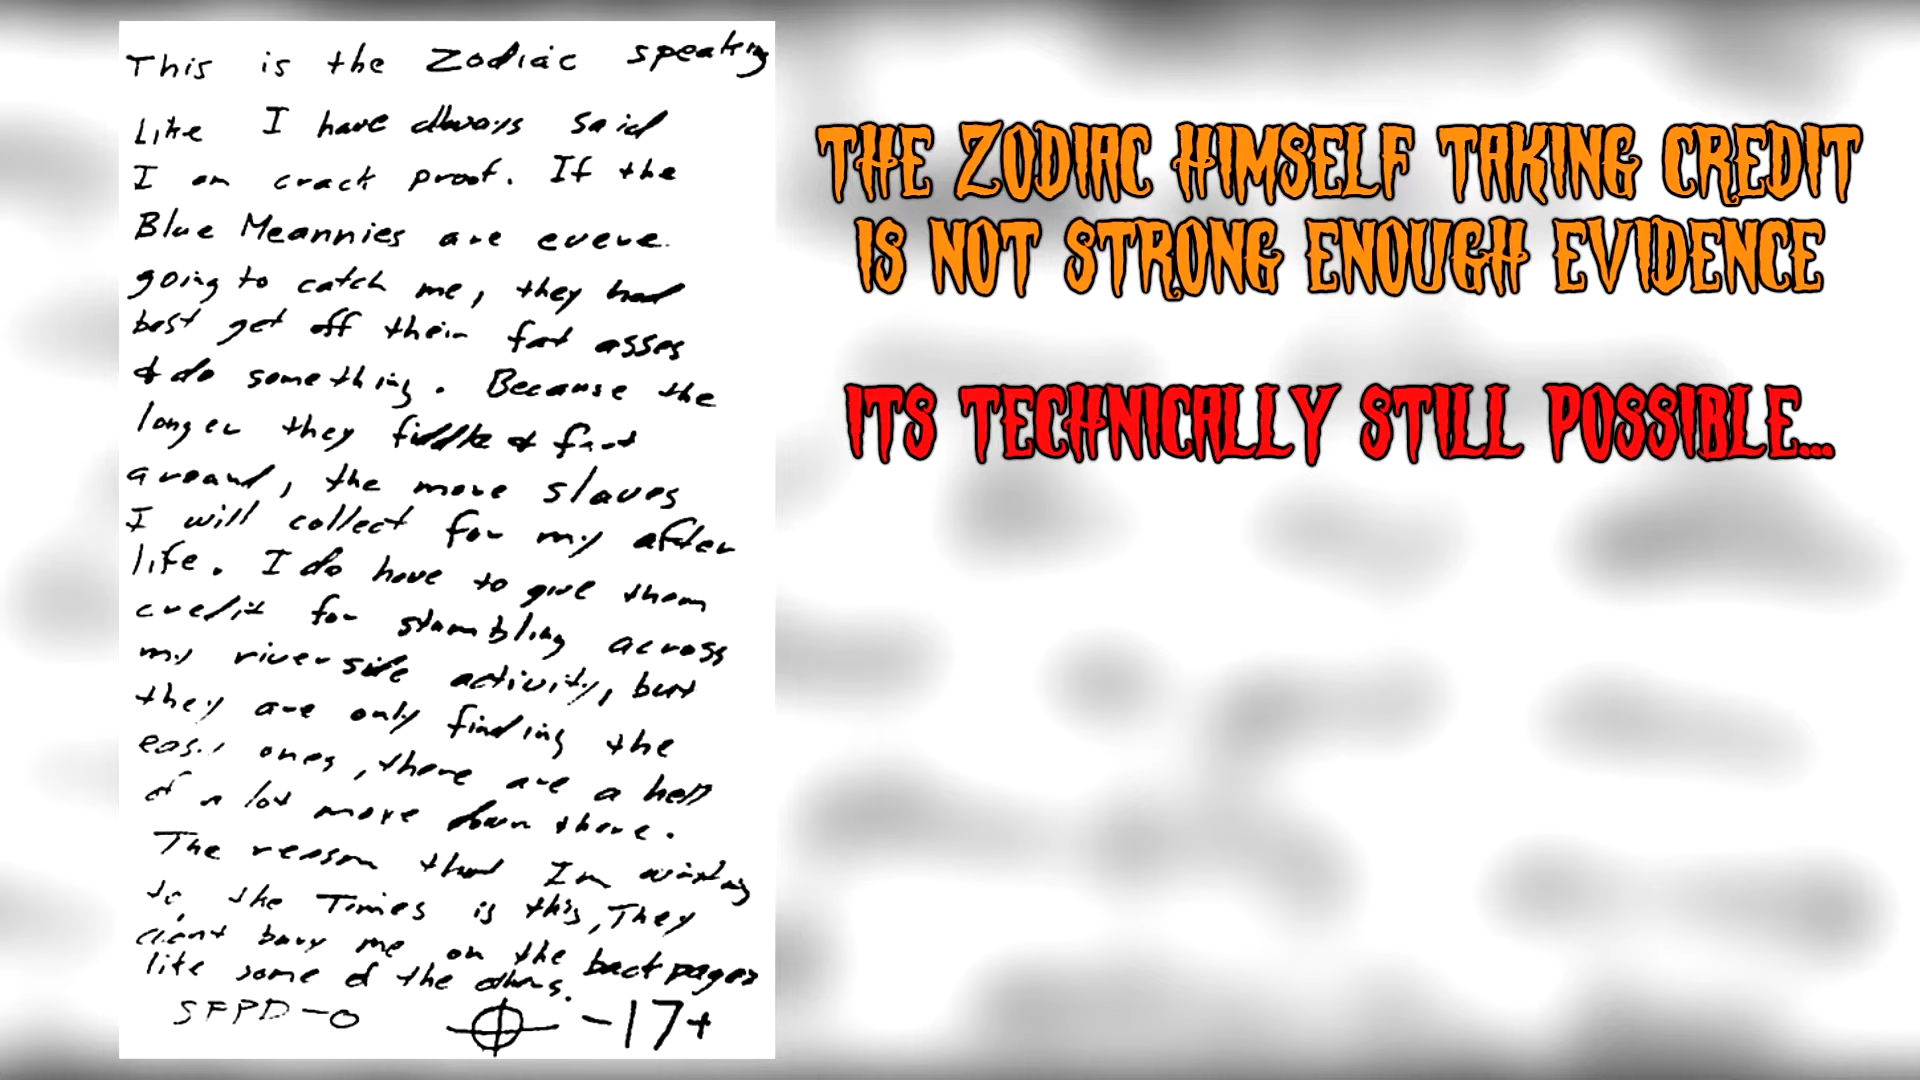 This is the Zodiac speaking
Like I have always said
I am crack proof. If the
Blue Meannies are evere
going to catch me, they had
best get off their fat asses
& do something. Because the
longer they fiddle & fart
around, the more slaves
I will collect for my after
life. I do have to give them
credit for stumbling across
my riverside activity, but
they are only finding the
easy ones, there are a hell
of a lot more down there.
The reason that Im writing
to the Times is this, They
dont bury me on the back pages
like some of the others.
SFPD-0 -17+
THE ZODIAC HIMSELF TAKING CREDIT
IS NOT STRONG ENOUGH EVIDENCE
ITS TECHNICALLY STILL POSSIBLE...